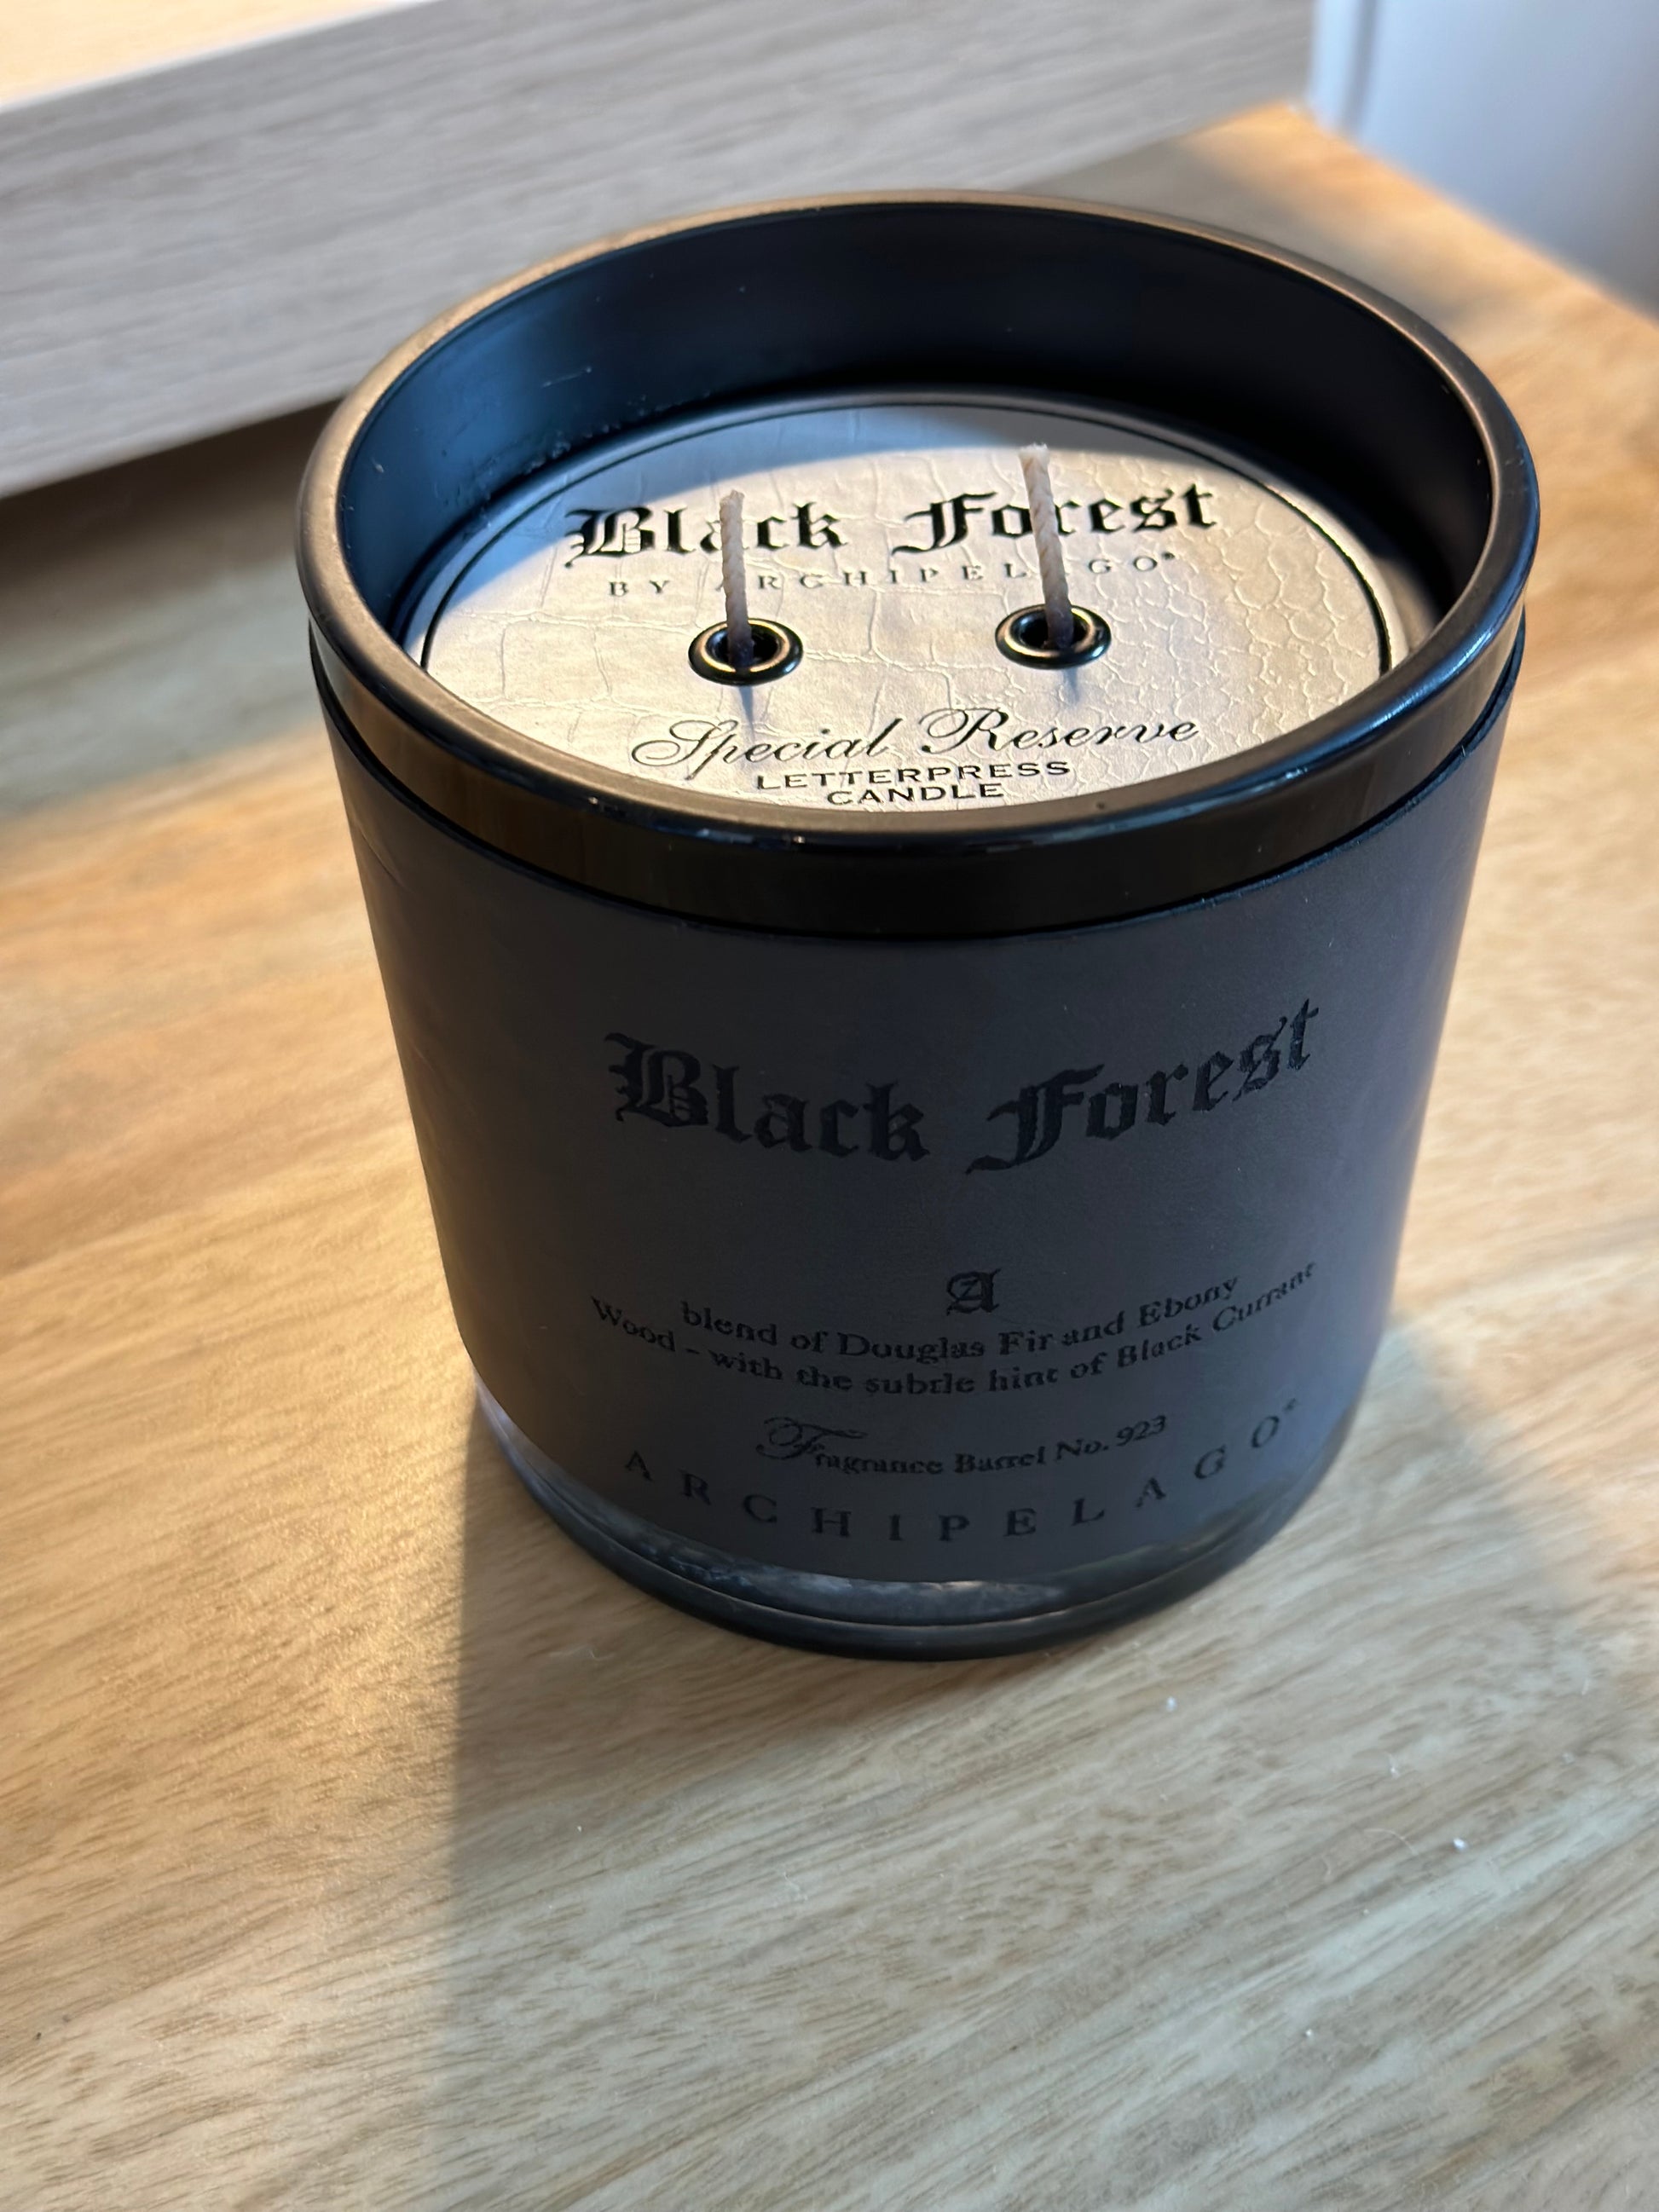 Black Forest
BY ARCHIPELAGO®
Special Reserve
LETTERPRESS
CANDLE
Black Forest
A
blend of Douglas Fir and Ebony
Wood - with the subtle hint of Black Currant
Fragrance Barrel No. 923
ARCHIPELAGO®